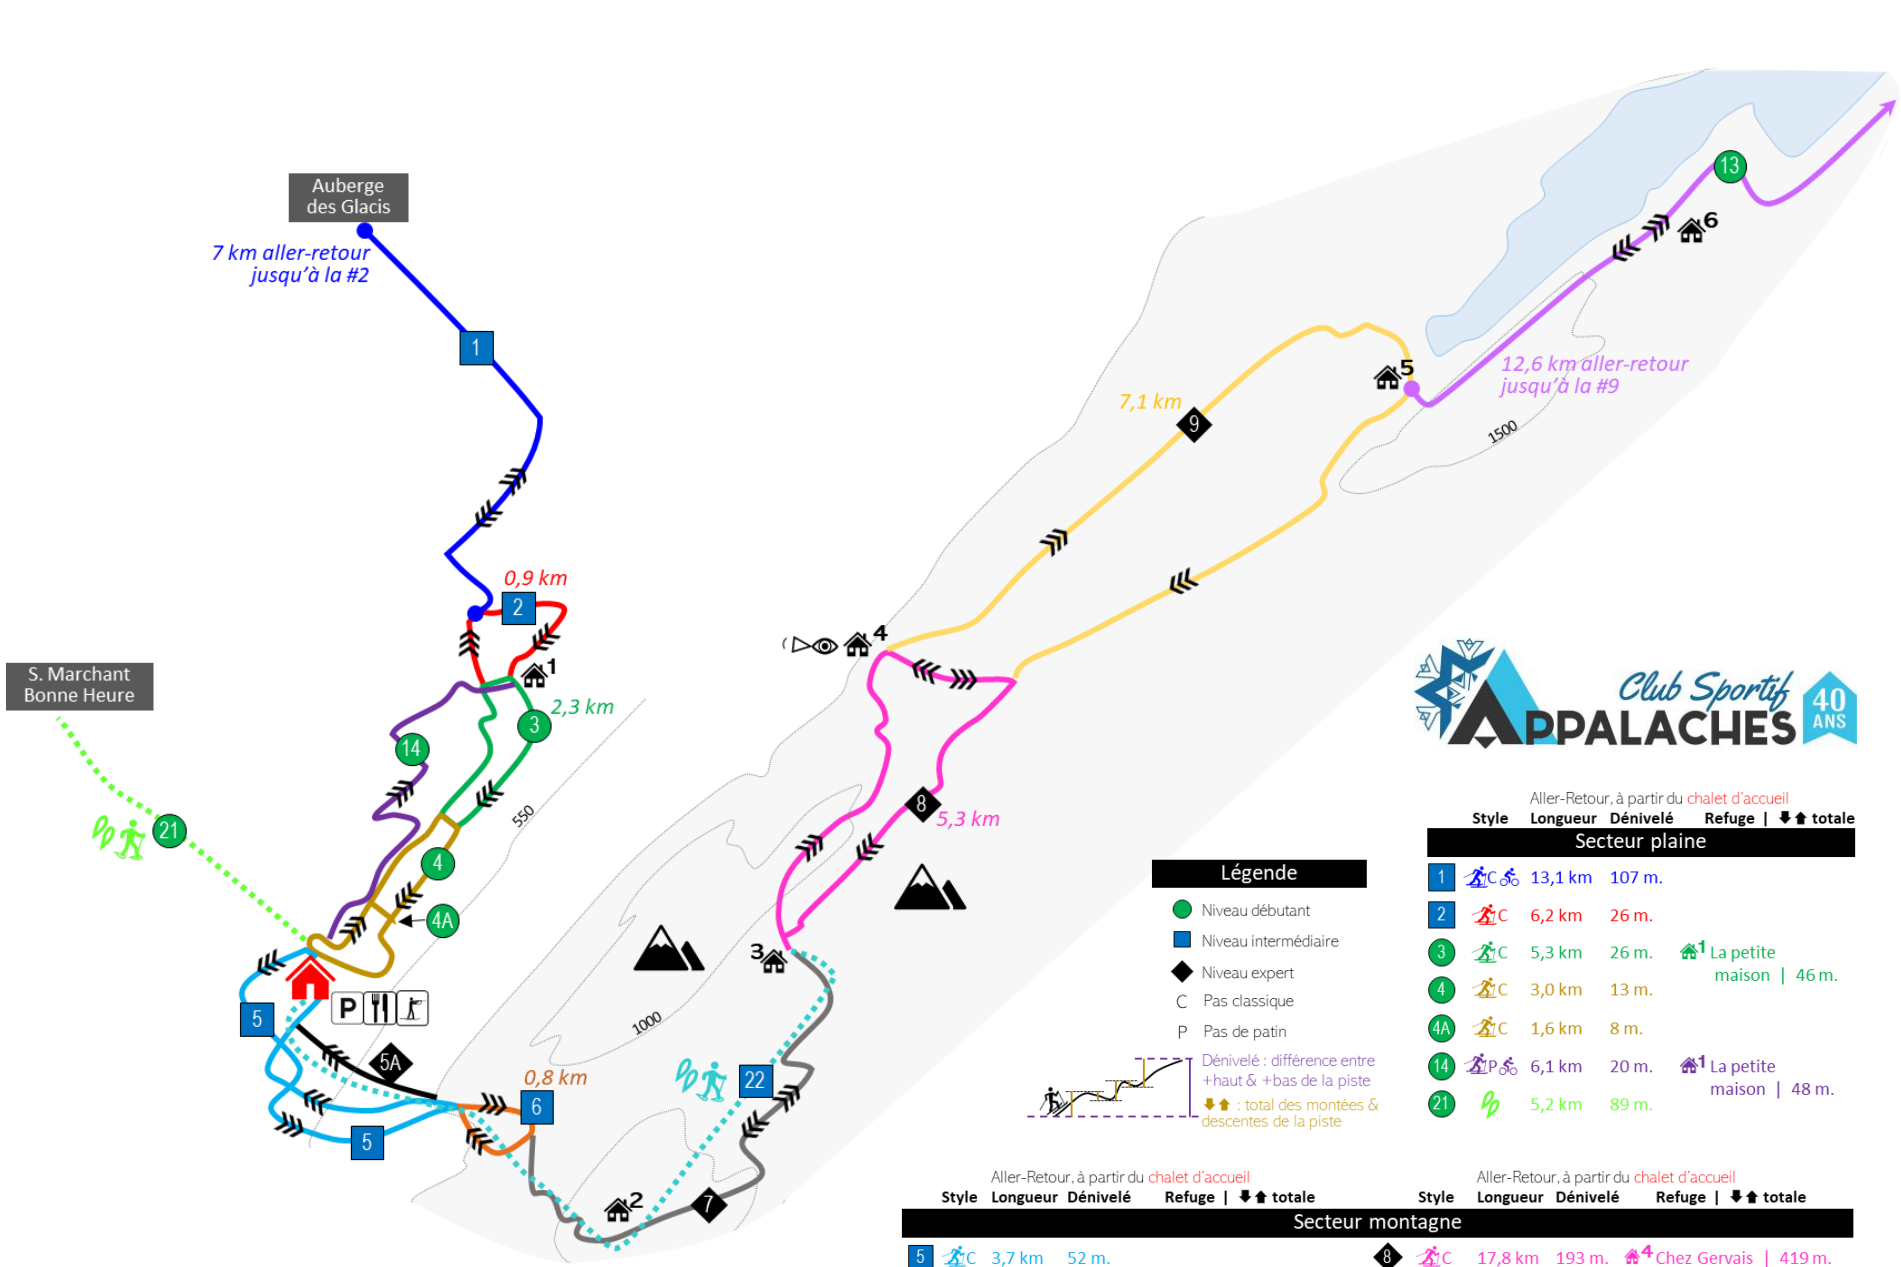 Auberge
des Glacis
7 km aller-retour
jusqu'à la #2
1
0,9 km
2
1
2,3 km
3
14
S. Marchant
Bonne Heure
21
4
4A
550
5
P
5A
5
0,8 km
6
2
7
22
1000
3
8
5,3 km
4
9
7,1 km
5
12,6 km aller-retour
jusqu'à la #9
1500
6
13
Club Sportif
APPALACHES
40
ANS
Légende
Niveau débutant
Niveau intermédiaire
Niveau expert
C Pas classique
P Pas de patin
Dénivelé : différence entre
+haut & +bas de la piste
: total des montées &
descentes de la piste
Aller-Retour, à partir du chalet d'accueil
Style Longueur Dénivelé Refuge | totale
Secteur plaine
1 C 13,1 km 107 m.
2 C 6,2 km 26 m.
3 C 5,3 km 26 m. 1 La petite
maison | 46 m.
4 C 3,0 km 13 m.
4A C 1,6 km 8 m.
14 P 6,1 km 20 m. 1 La petite
maison | 48 m.
21 5,2 km 89 m.
Aller-Retour, à partir du chalet d'accueil
Style Longueur Dénivelé Refuge | totale
Aller-Retour, à partir du chalet d'accueil
Style Longueur Dénivelé Refuge | totale
Secteur montagne
5 C 3,7 km 52 m.
8 C 17,8 km 193 m. 4 Chez Gervais | 419 m.